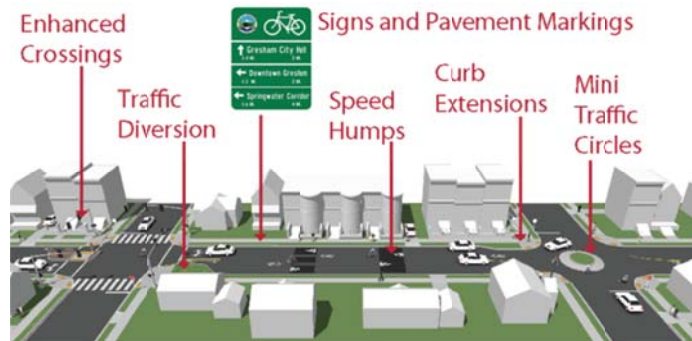 Enhanced
Crossings
Traffic
Diversion
Signs and Pavement Markings
Gresham City Hall
Downtown Gresham
Springwater Corridor
Speed
Humps
Curb
Extensions
Mini
Traffic
Circles